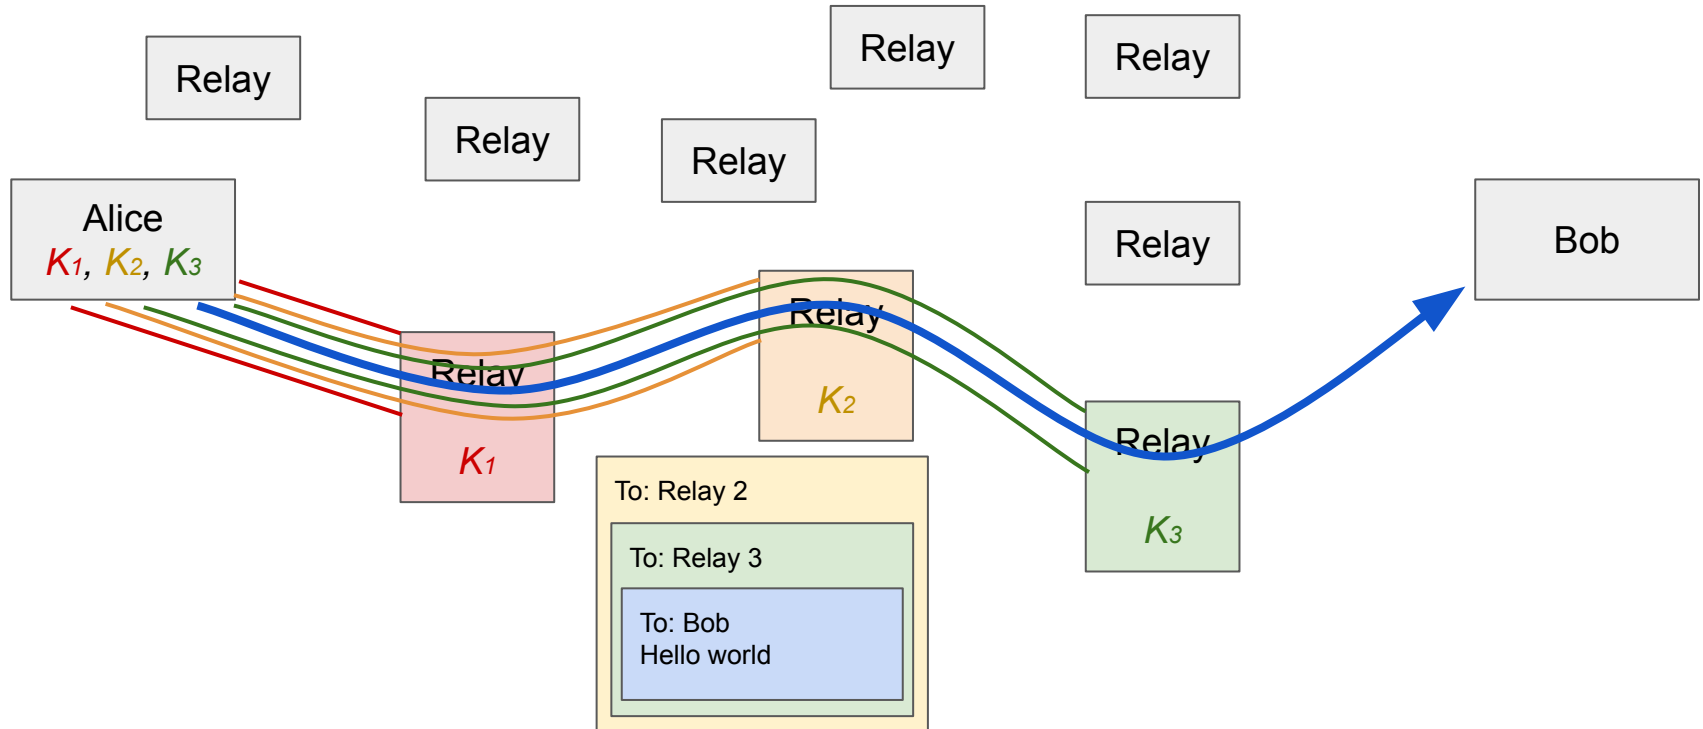 Relay
Relay
Relay
Relay
Relay
Alice
K1, K2, K3
Relay
Bob
Relay
K1
Relay
K2
Relay
K3
To: Relay 2
To: Relay 3
To: Bob
Hello world